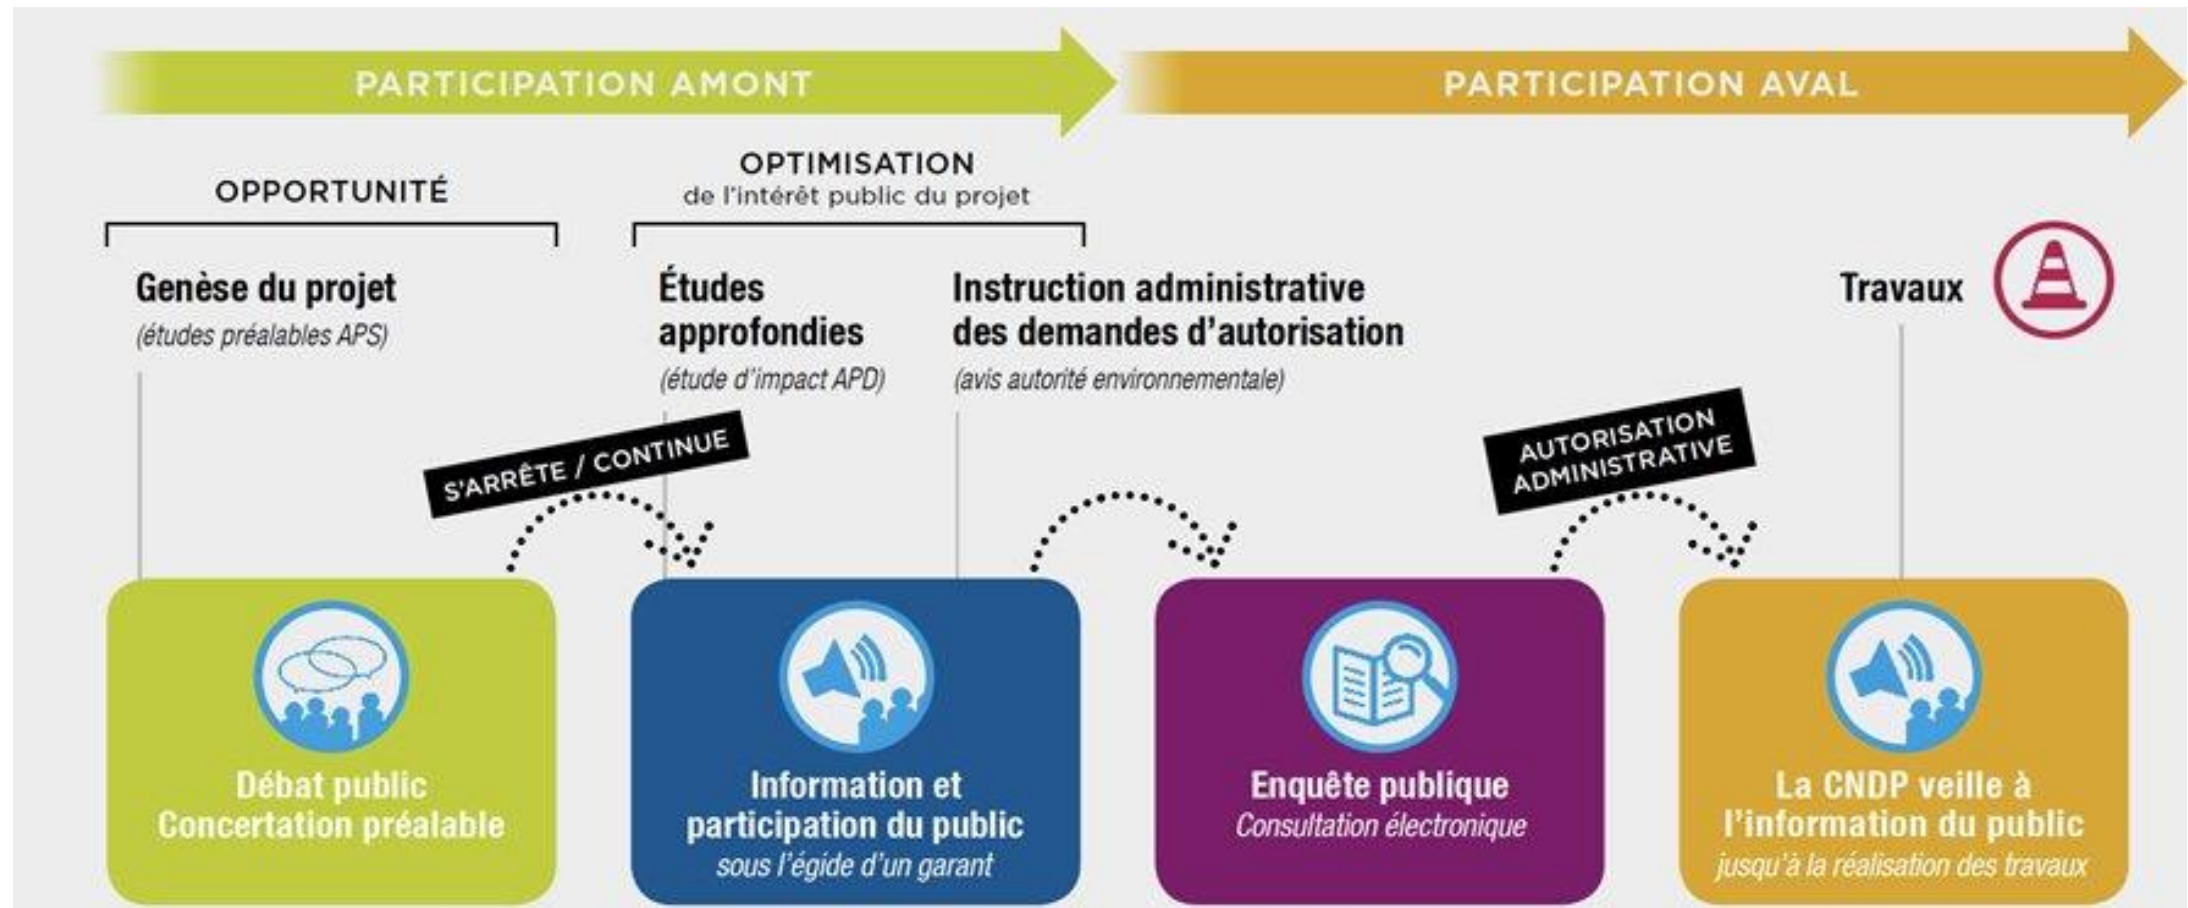 PARTICIPATION AMONT
PARTICIPATION AVAL
OPPORTUNITÉ
OPTIMISATION
de l'intérêt public du projet
Genèse du projet
(études préalables APS)
Études
approfondies
(étude d'impact APD)
Instruction administrative
des demandes d'autorisation
(avis autorité environnementale)
Travaux
S'ARRÊTE / CONTINUE
AUTORISATION
ADMINISTRATIVE
Débat public
Concertation préalable
Information et
participation du public
sous l'égide d'un garant
Enquête publique
Consultation électronique
La CNDP veille à
l'information du public
jusqu'à la réalisation des travaux